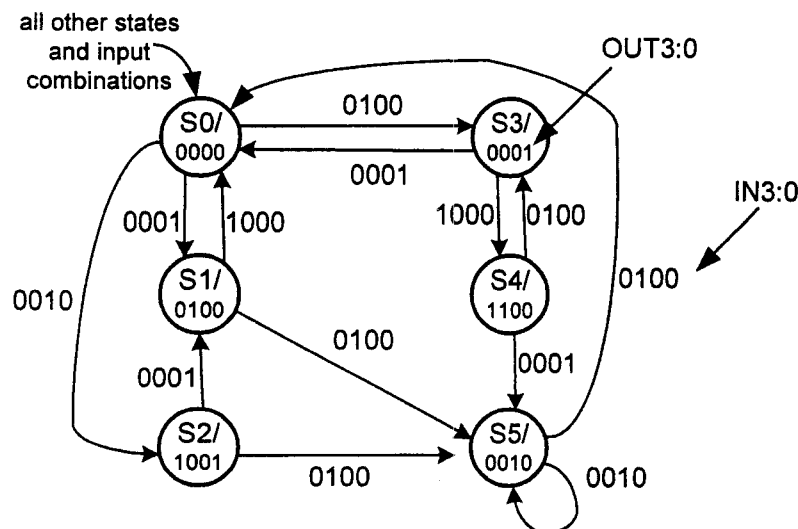 all other states
and input
combinations
OUT3:0
0100
S0/
0000
S3/
0001
0001
IN3:0
0001
1000
1000
0100
0100
S1/
0100
S4/
1100
0010
0100
0001
0001
S2/
1001
S5/
0010
0100
0010